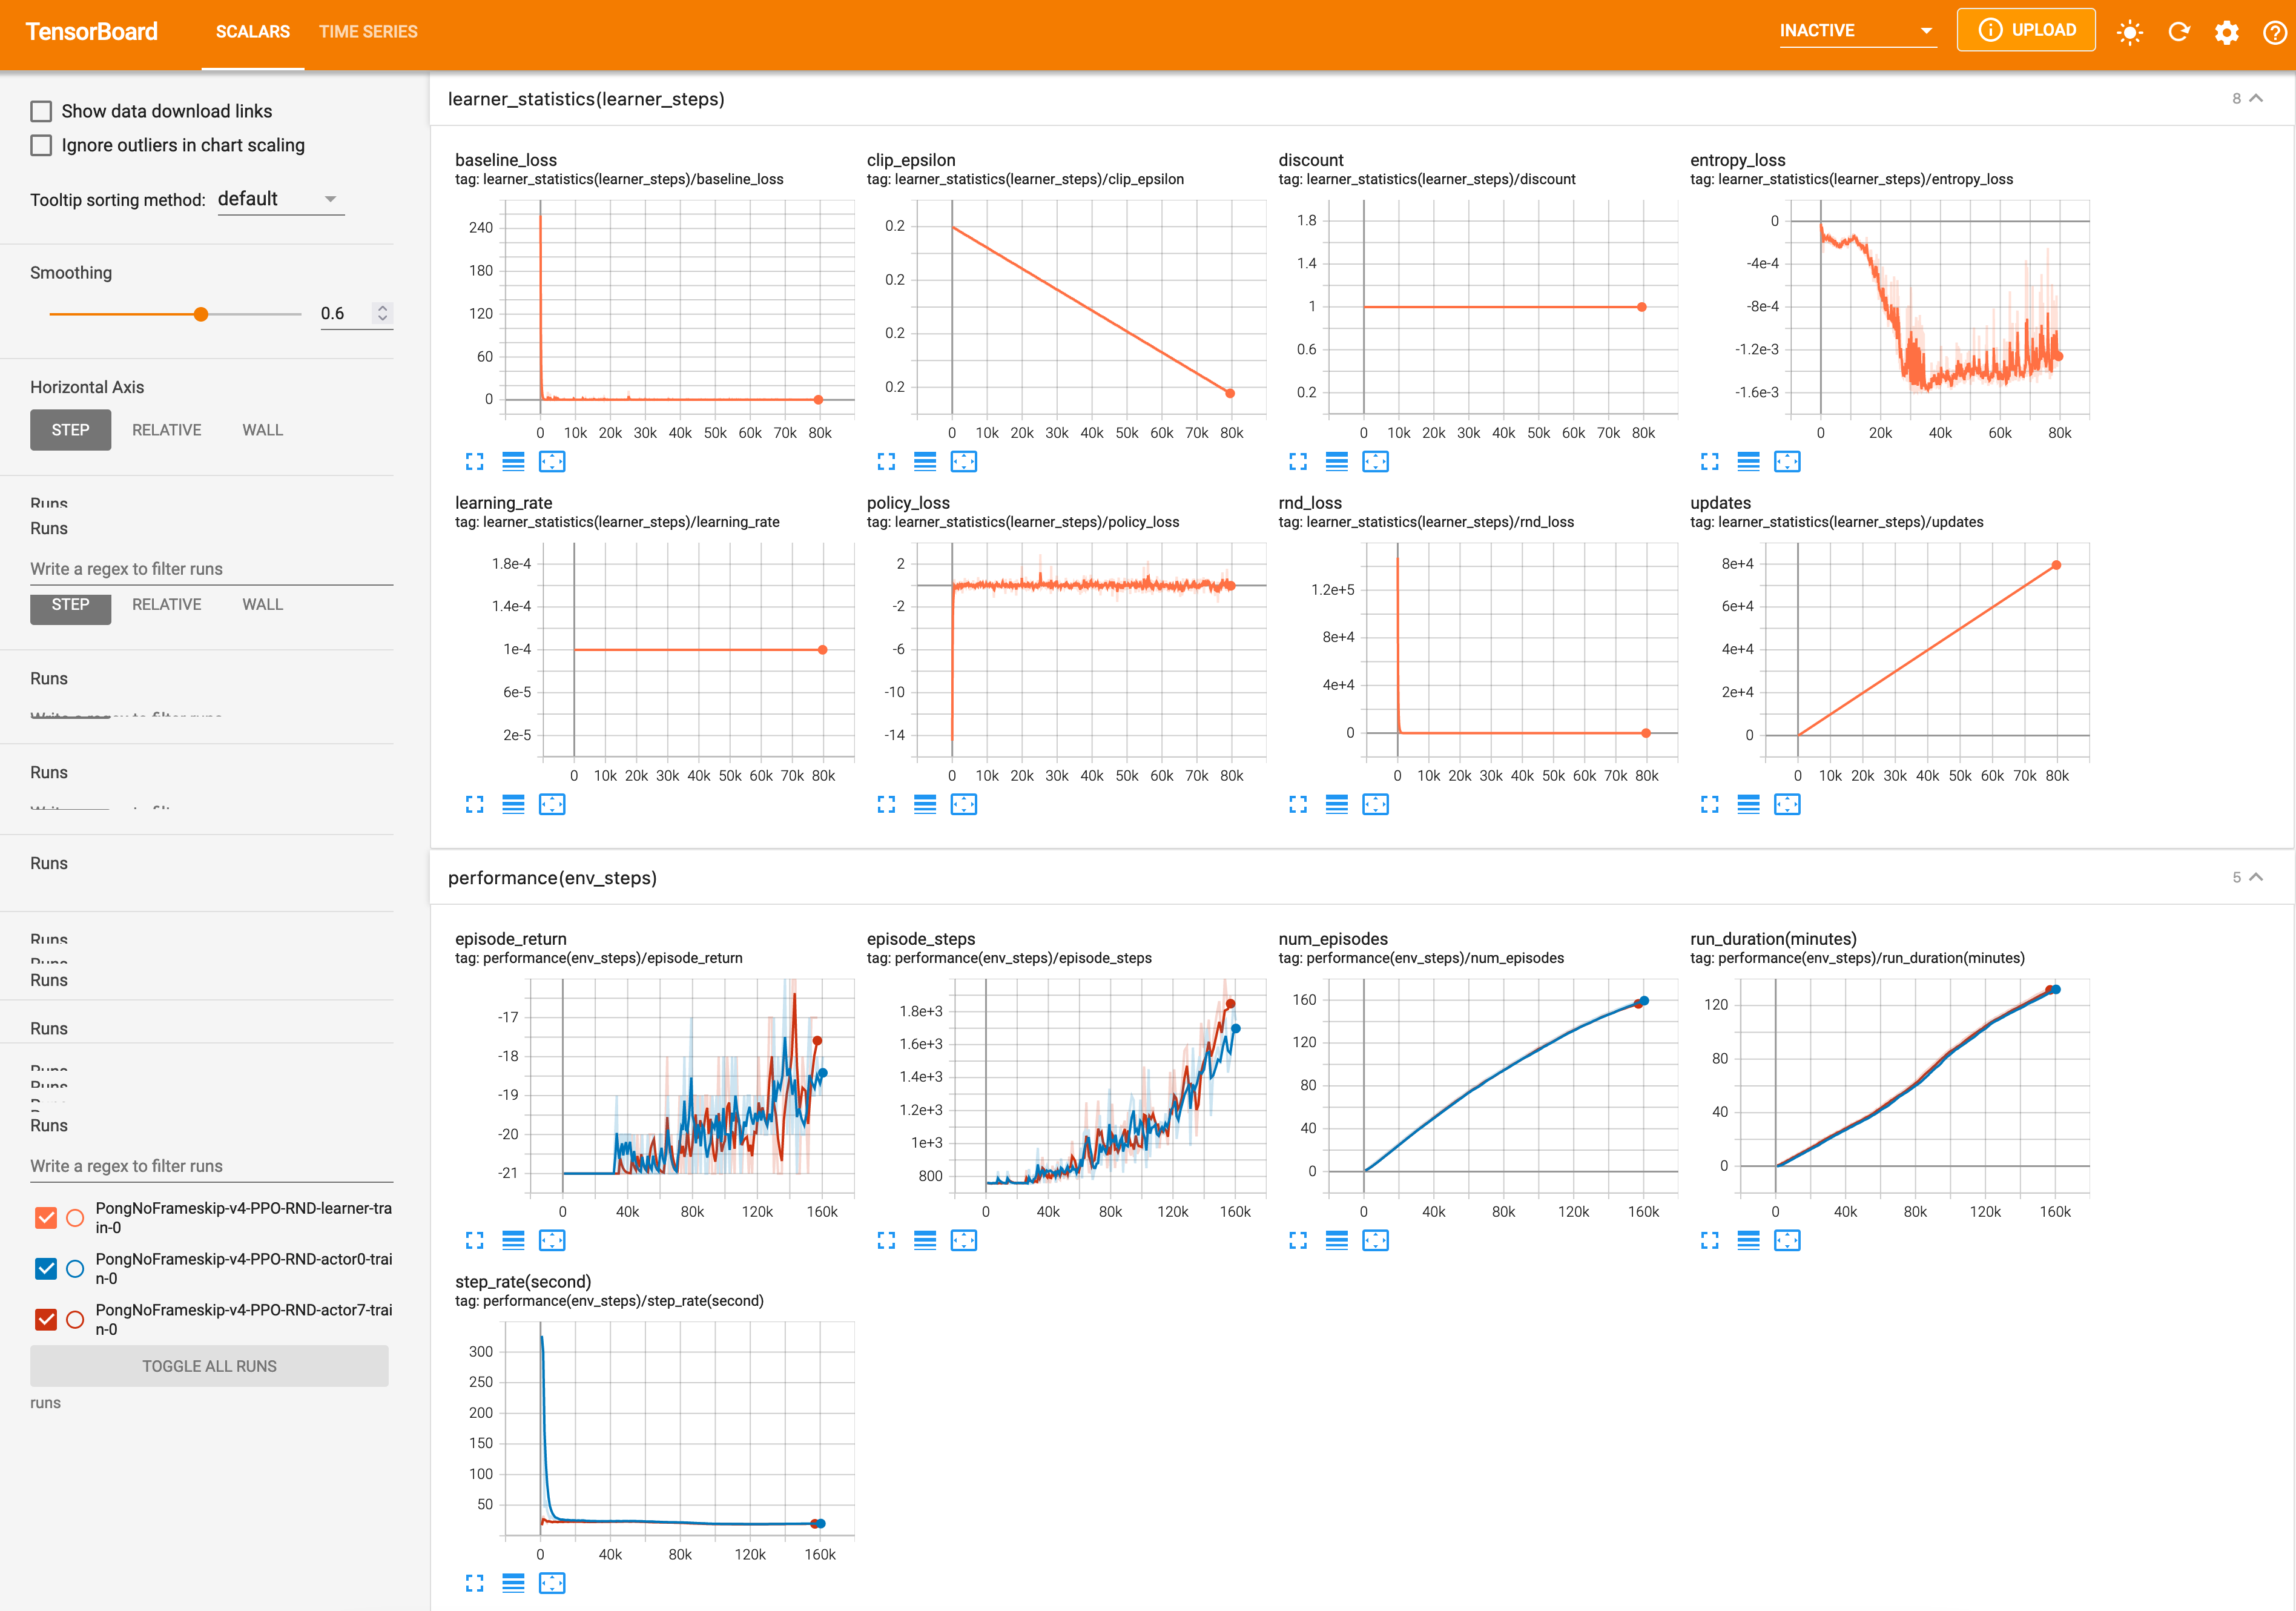 TensorBoard
SCALARS
TIME SERIES
INACTIVE
UPLOAD
Show data download links
Ignore outliers in chart scaling
Tooltip sorting method: default
Smoothing
0.6
Horizontal Axis
STEP RELATIVE WALL
Runs
Runs
Write a regex to filter runs
STEP RELATIVE WALL
Runs
Write a regex to filter runs
Runs
Runs
Runs
Runs
Runs
Runs
Runs
Write a regex to filter runs
PongNoFrameskip-v4-PPO-RND-learner-tra
in-0
PongNoFrameskip-v4-PPO-RND-actor0-trai
n-0
PongNoFrameskip-v4-PPO-RND-actor7-trai
n-0
TOGGLE ALL RUNS
runs
learner_statistics(learner_steps)
8
baseline_loss
tag: learner_statistics(learner_steps)/baseline_loss
240
180
120
60
0
0 10k 20k 30k 40k 50k 60k 70k 80k
clip_epsilon
tag: learner_statistics(learner_steps)/clip_epsilon
0.2
0.2
0.2
0.2
0 10k 20k 30k 40k 50k 60k 70k 80k
discount
tag: learner_statistics(learner_steps)/discount
1.8
1.4
1
0.6
0.2
0 10k 20k 30k 40k 50k 60k 70k 80k
entropy_loss
tag: learner_statistics(learner_steps)/entropy_loss
0
-4e-4
-8e-4
-1.2e-3
-1.6e-3
0 20k 40k 60k 80k
learning_rate
tag: learner_statistics(learner_steps)/learning_rate
1.8e-4
1.4e-4
1e-4
6e-5
2e-5
0 10k 20k 30k 40k 50k 60k 70k 80k
policy_loss
tag: learner_statistics(learner_steps)/policy_loss
2
-2
-6
-10
-14
0 10k 20k 30k 40k 50k 60k 70k 80k
rnd_loss
tag: learner_statistics(learner_steps)/rnd_loss
1.2e+5
8e+4
4e+4
0
0 10k 20k 30k 40k 50k 60k 70k 80k
updates
tag: learner_statistics(learner_steps)/updates
8e+4
6e+4
4e+4
2e+4
0
0 10k 20k 30k 40k 50k 60k 70k 80k
performance(env_steps)
5
episode_return
tag: performance(env_steps)/episode_return
-17
-18
-19
-20
-21
0 40k 80k 120k 160k
episode_steps
tag: performance(env_steps)/episode_steps
1.8e+3
1.6e+3
1.4e+3
1.2e+3
1e+3
800
0 40k 80k 120k 160k
num_episodes
tag: performance(env_steps)/num_episodes
160
120
80
40
0
0 40k 80k 120k 160k
run_duration(minutes)
tag: performance(env_steps)/run_duration(minutes)
120
80
40
0
0 40k 80k 120k 160k
step_rate(second)
tag: performance(env_steps)/step_rate(second)
300
250
200
150
100
50
0 40k 80k 120k 160k